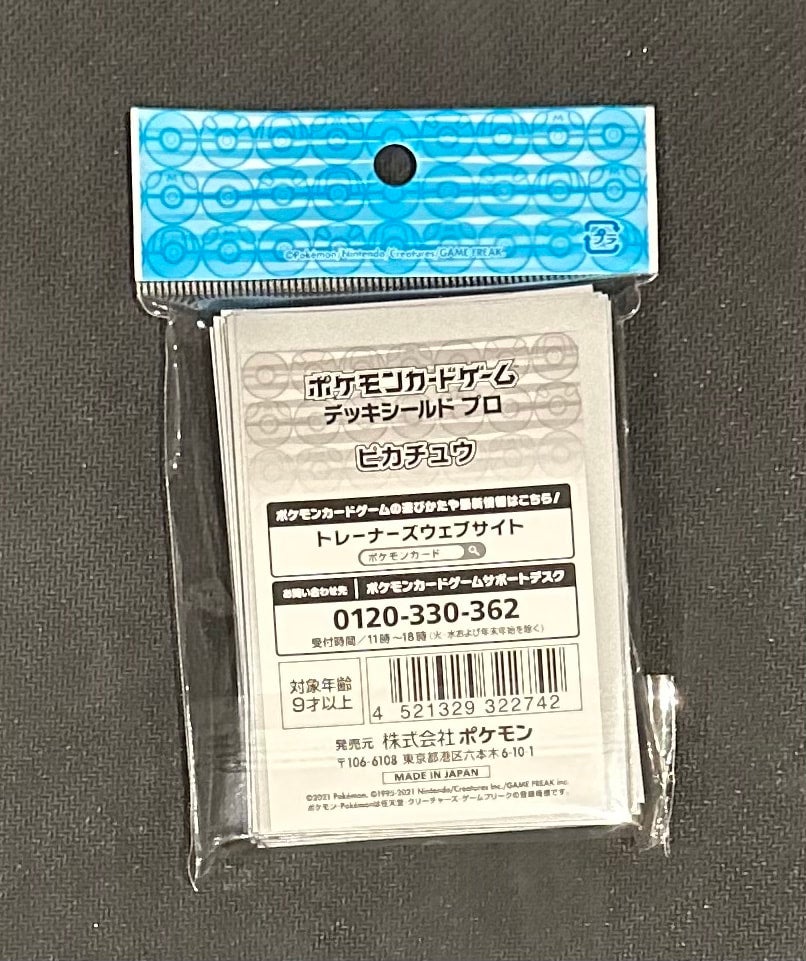 プラ
©Pokémon/Nintendo/Creatures/GAME FREAK
ポケモンカードゲーム
デッキシールド プロ
ピカチュウ
ポケモンカードゲームの遊びかたや最新情報はこちら!
トレーナーズウェブサイト
ポケモンカード
お問い合わせ先 ポケモンカードゲームサポートデスク
0120-330-362
受付時間/11時~18時(火・水および年末年始を除く)
対象年齢
9才以上
4 521329 322742
発売元 株式会社ポケモン
〒106-6108 東京都港区六本木6-10-1
MADE IN JAPAN
©2021 Pokémon. ©1995-2021 Nintendo/Creatures Inc./GAME FREAK inc.
ポケモン・Pokémonは任天堂・クリーチャーズ・ゲームフリークの登録商標です。